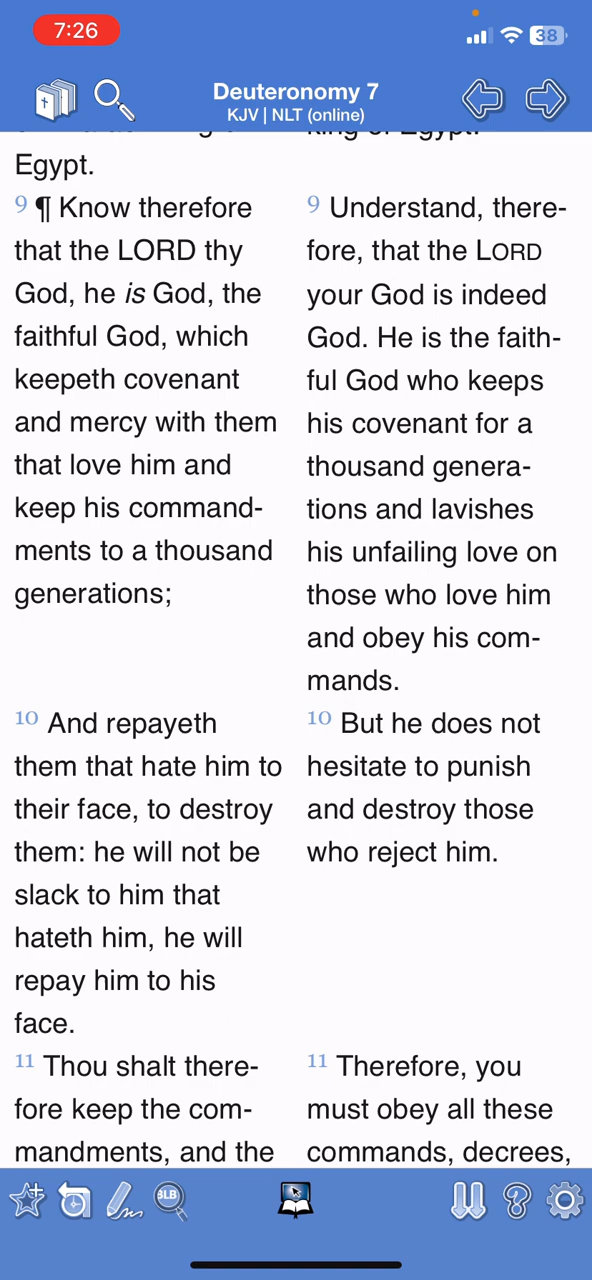 7:26
38
Deuteronomy 7
KJV | NLT (online)
Egypt.
9 ¶ Know therefore
that the LORD thy
God, he is God, the
faithful God, which
keepeth covenant
and mercy with them
that love him and
keep his command-
ments to a thousand
generations;
10 And repayeth
them that hate him to
their face, to destroy
them: he will not be
slack to him that
hateth him, he will
repay him to his
face.
11 Thou shalt there-
fore keep the com-
mandments, and the
king of Egypt.
9 Understand, there-
fore, that the LORD
your God is indeed
God. He is the faith-
ful God who keeps
his covenant for a
thousand genera-
tions and lavishes
his unfailing love on
those who love him
and obey his com-
mands.
10 But he does not
hesitate to punish
and destroy those
who reject him.
11 Therefore, you
must obey all these
commands, decrees,
BLB